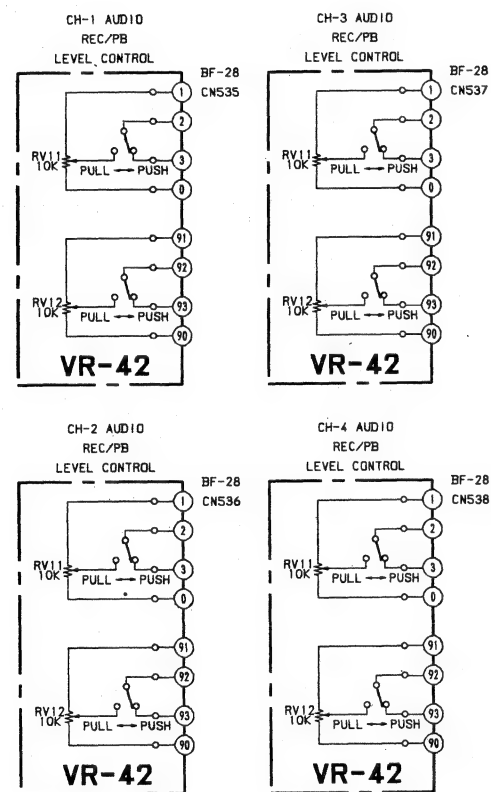 CH-1 AUDIO
REC/PB
LEVEL CONTROL
BF-28
CN535
1
2
RV11
10K
3
PULL PUSH
0
91
92
RV12
10K
93
PULL PUSH
90
VR-42
CH-3 AUDIO
REC/PB
LEVEL CONTROL
BF-28
CN537
1
2
RV11
10K
3
PULL PUSH
0
91
92
RV12
10K
93
PULL PUSH
90
VR-42
CH-2 AUDIO
REC/PB
LEVEL CONTROL
BF-28
CN536
1
2
RV11
10K
3
PULL PUSH
0
91
92
RV12
10K
93
PULL PUSH
90
VR-42
CH-4 AUDIO
REC/PB
LEVEL CONTROL
BF-28
CN538
1
2
RV11
10K
3
PULL PUSH
0
91
92
RV12
10K
93
PULL PUSH
90
VR-42